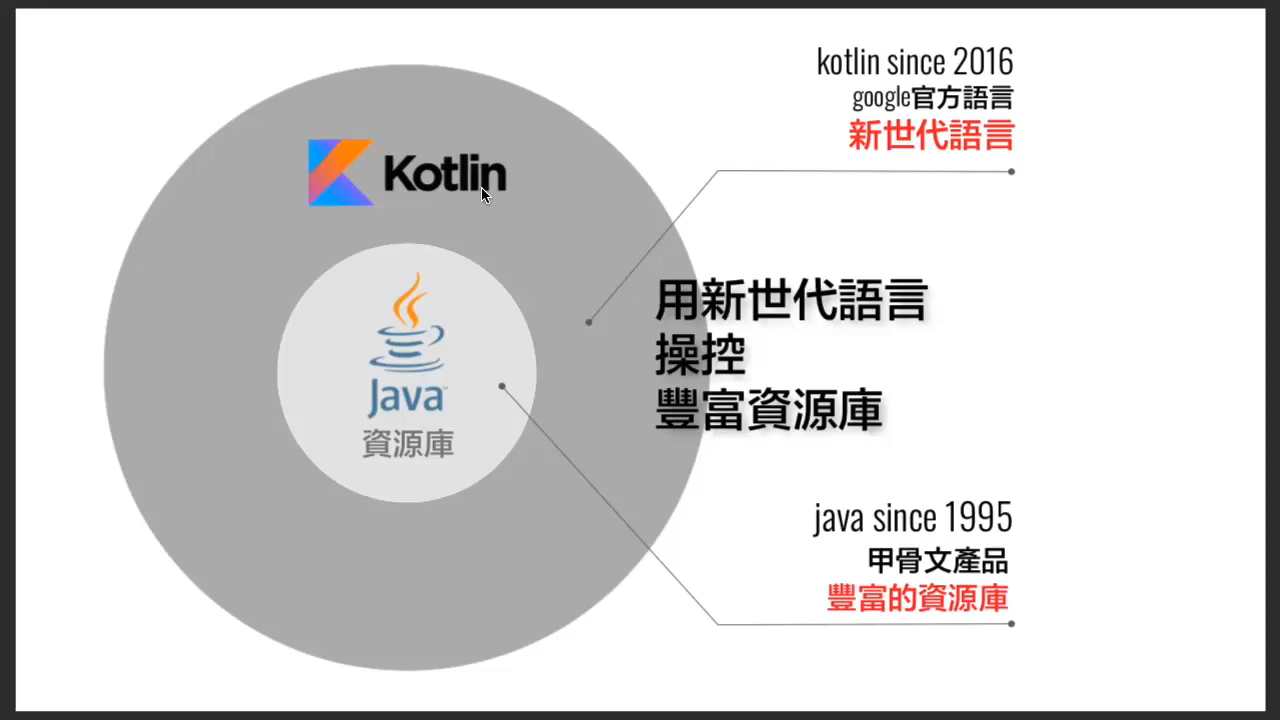 kotlin since 2016
google官方語言
新世代語言
Kotlin
用新世代語言
操控
豐富資源庫
Java™
資源庫
java since 1995
甲骨文產品
豐富的資源庫